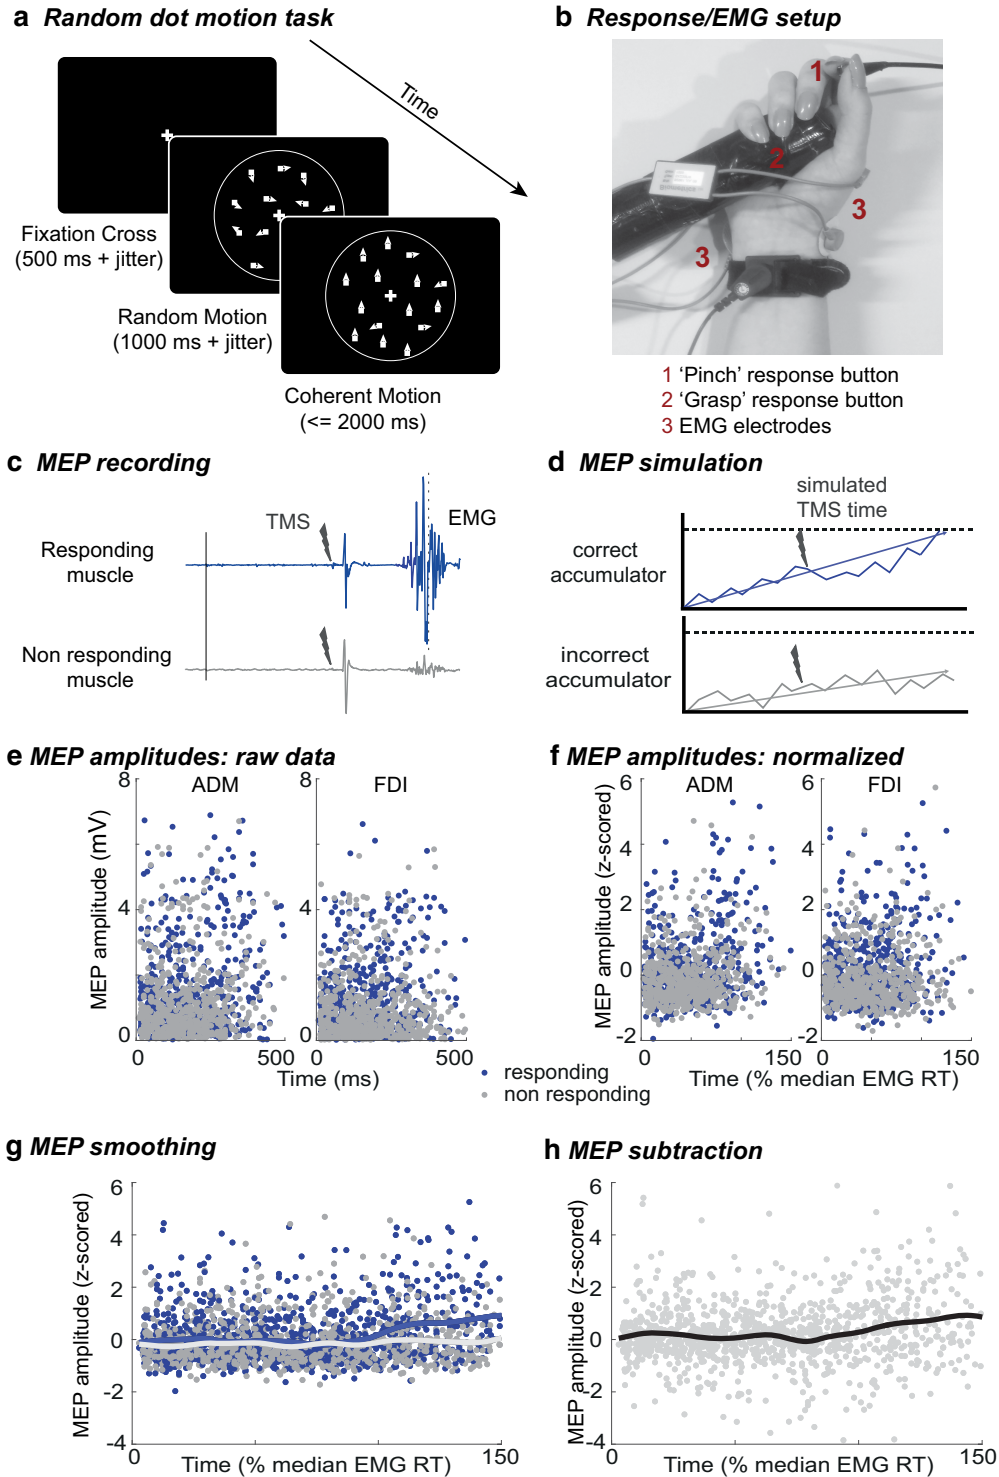 a Random dot motion task
Time
Fixation Cross
(500 ms + jitter)
Random Motion
(1000 ms + jitter)
Coherent Motion
(<= 2000 ms)
b Response/EMG setup
1
2
3
3
1 ‘Pinch’ response button
2 ‘Grasp’ response button
3 EMG electrodes
c MEP recording
TMS
EMG
Responding
muscle
Non responding
muscle
d MEP simulation
simulated
TMS time
correct
accumulator
incorrect
accumulator
e MEP amplitudes: raw data
8
ADM
8
FDI
MEP amplitude (mV)
4
4
0
0
0
500
0
500
Time (ms)
f MEP amplitudes: normalized
6
ADM
6
FDI
MEP amplitude (z-scored)
4
4
2
2
0
0
-2
-2
0
150
0
150
Time (% median EMG RT)
responding
non responding
g MEP smoothing
MEP amplitude (z-scored)
6
4
2
0
-2
-4
0
150
Time (% median EMG RT)
h MEP subtraction
MEP amplitude (z-scored)
6
4
2
0
-2
-4
0
150
Time (% median EMG RT)